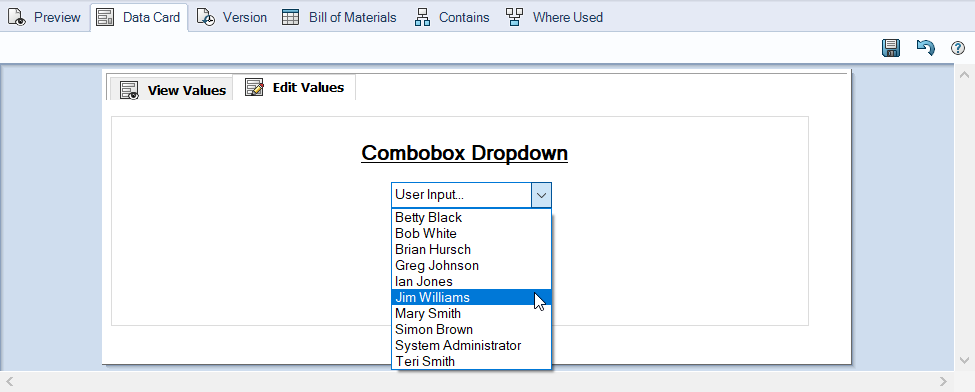 Preview Data Card Version Bill of Materials Contains Where Used
View Values Edit Values
Combobox Dropdown
User Input...
Betty Black
Bob White
Brian Hursch
Greg Johnson
Ian Jones
Jim Williams
Mary Smith
Simon Brown
System Administrator
Teri Smith